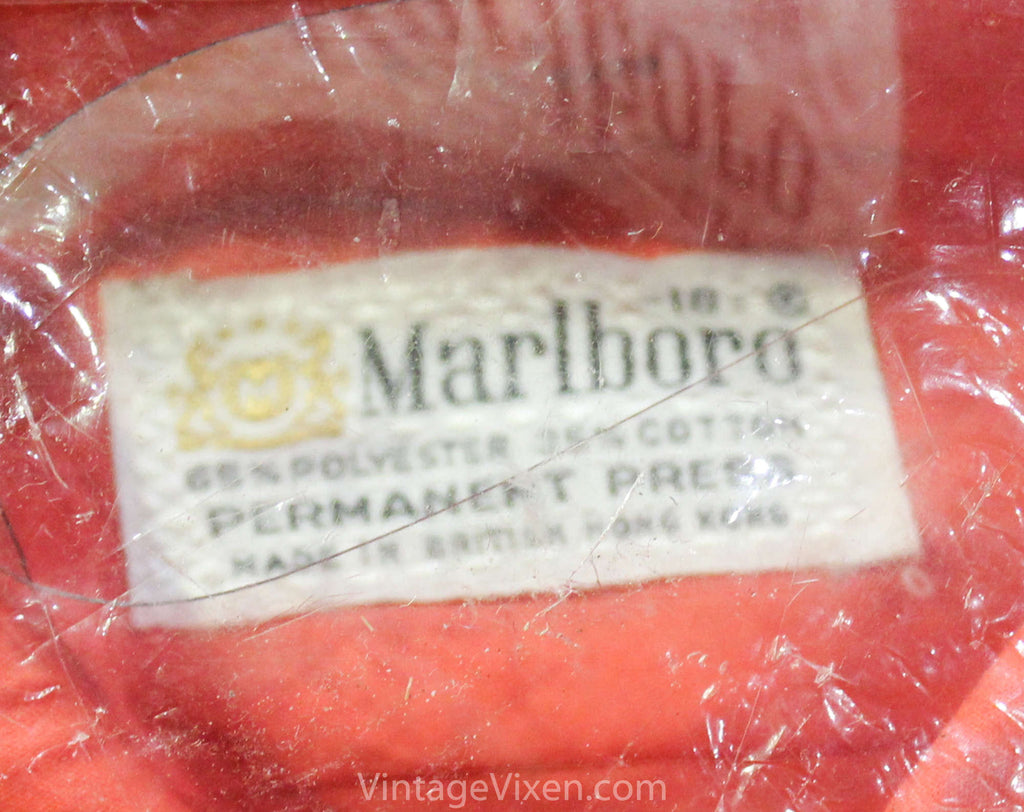 -18- ®
Marlboro
65% POLYESTER 35% COTTON
PERMANENT PRESS
MADE IN BRITISH HONG KONG
VintageVixen.com